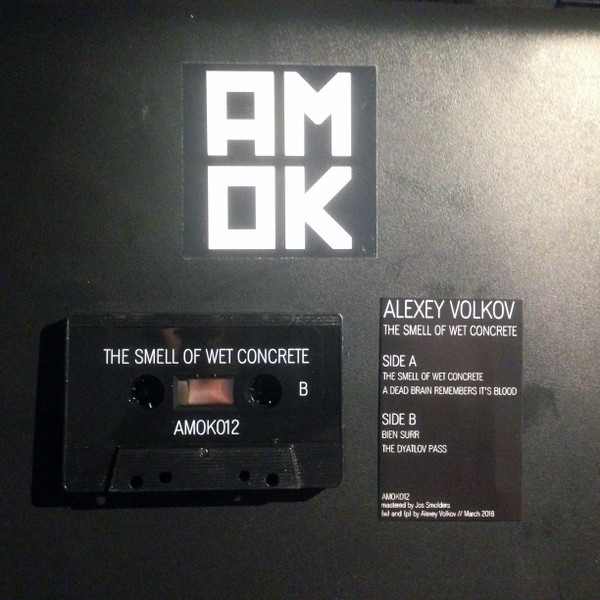 AM
OK
THE SMELL OF WET CONCRETE
B
AMOK012
ALEXEY VOLKOV
THE SMELL OF WET CONCRETE
SIDE A
THE SMELL OF WET CONCRETE
A DEAD BRAIN REMEMBERS IT'S BLOOD
SIDE B
BIEN SURR
THE DYATLOV PASS
AMOK012
mastered by Jos Smolders
(w) and (p) by Alexey Volkov // March 2018